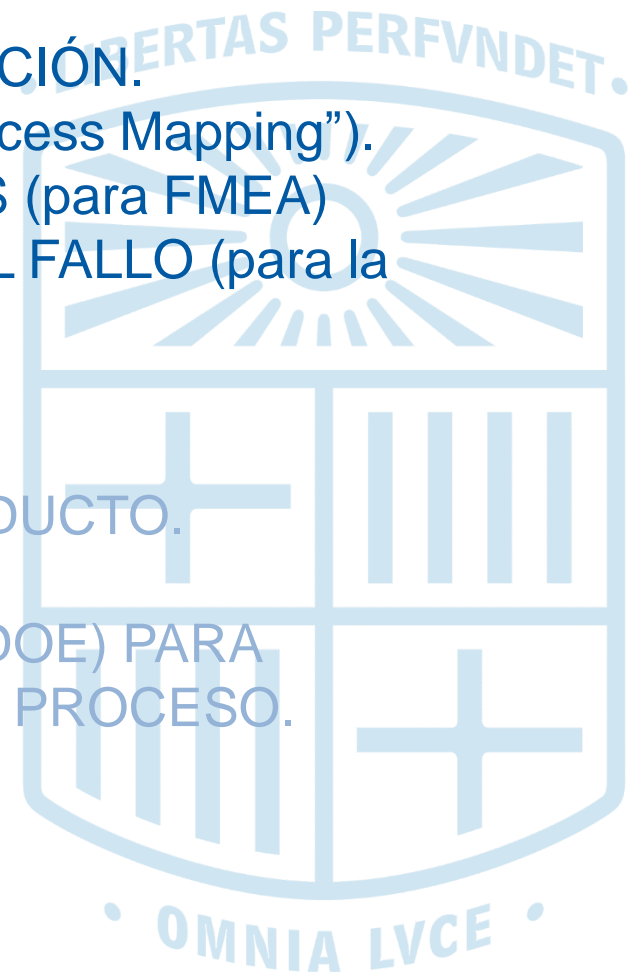 LIBERTAS PERFVNDET
CIÓN.
cess Mapping”).
S (para FMEA)
L FALLO (para la
DUCTO.
DOE) PARA
PROCESO.
OMNIA LVCE